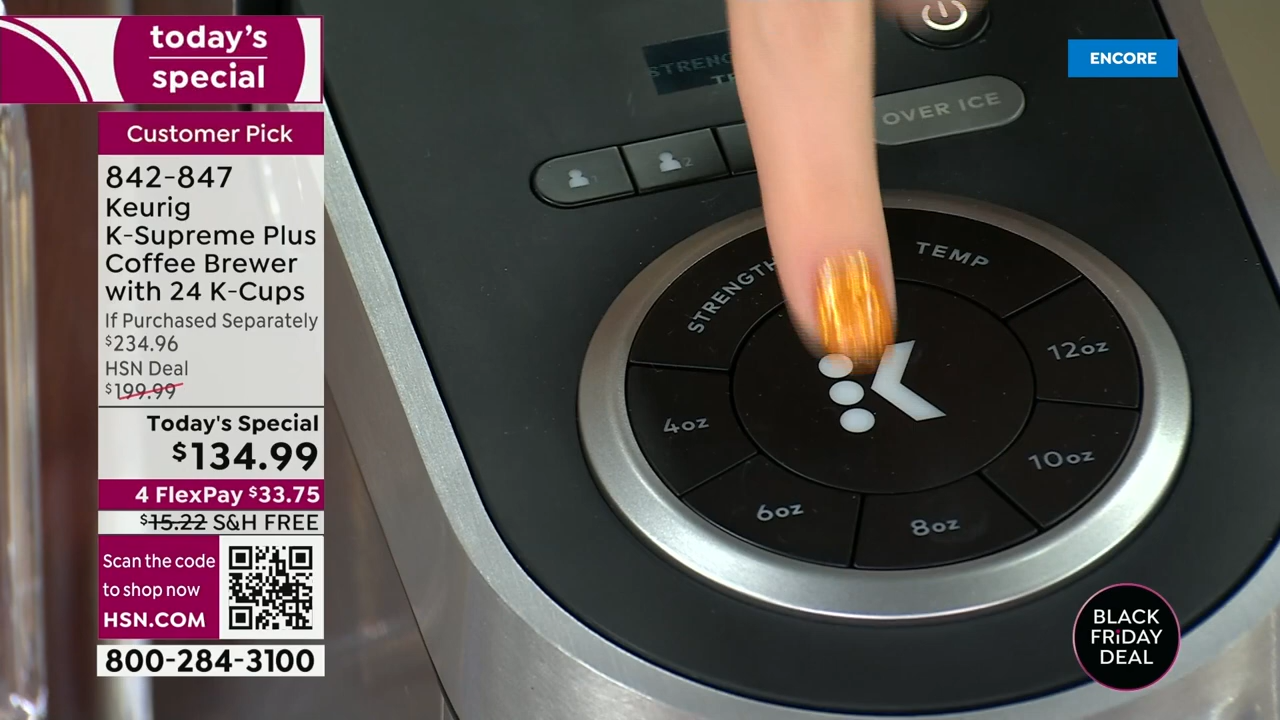 today's
special
Customer Pick
842-847
Keurig
K-Supreme Plus
Coffee Brewer
with 24 K-Cups
If Purchased Separately
$234.96
HSN Deal
$199.99
Today's Special
$134.99
4 FlexPay $33.75
$15.22 S&H FREE
Scan the code
to shop now
HSN.COM
800-284-3100
ENCORE
OVER ICE
2
STRENGTH
TEMP
12oz
4oz
10oz
6oz
8oz
BLACK
FRiDAY
DEAL